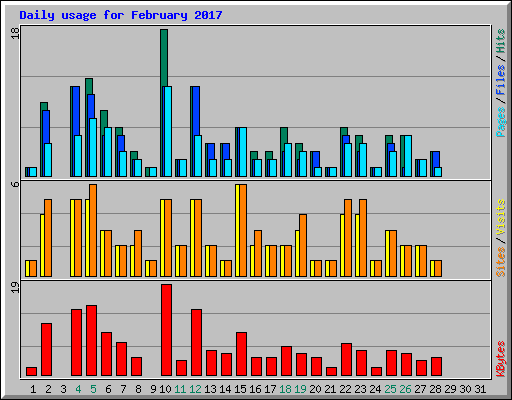 Daily usage for February 2017
18
Pages / Files / Hits
6
Sites / Visits
19
KBytes
1 2 3 4 5 6 7 8 9 10 11 12 13 14 15 16 17 18 19 20 21 22 23 24 25 26 27 28 29 30 31